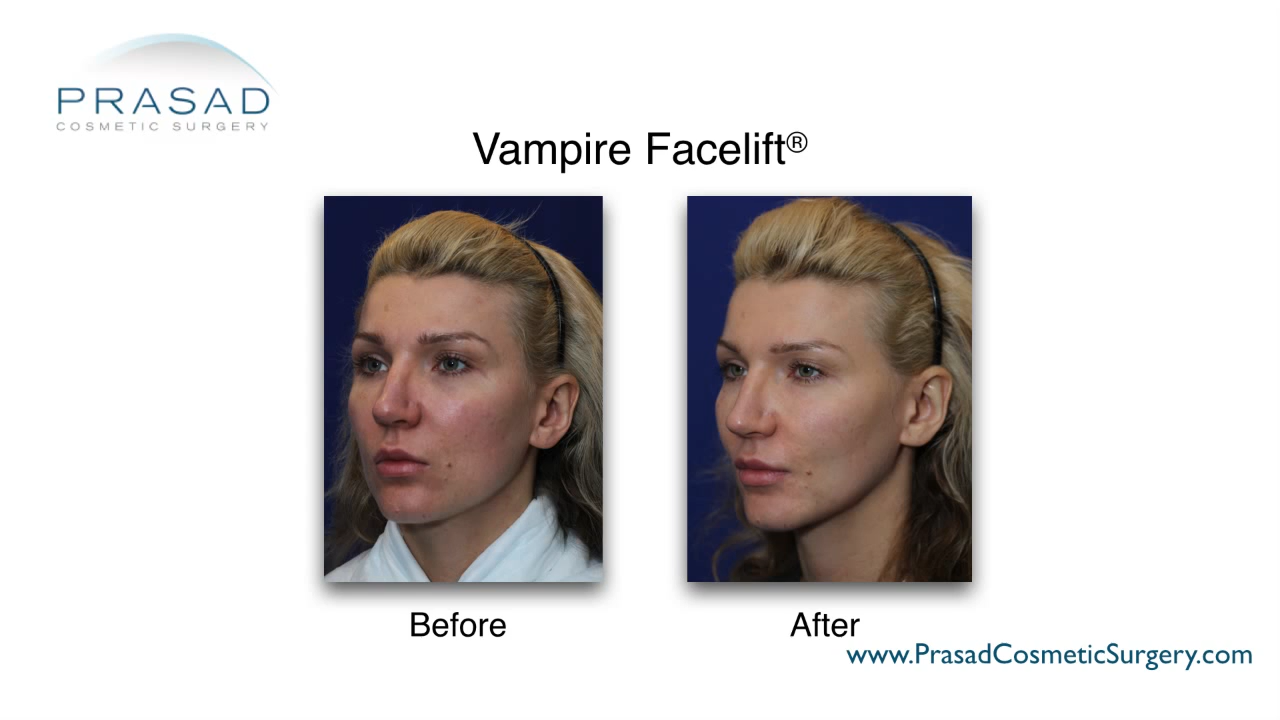 PRASAD
COSMETIC SURGERY
Vampire Facelift®
Before
After
www.PrasadCosmeticSurgery.com